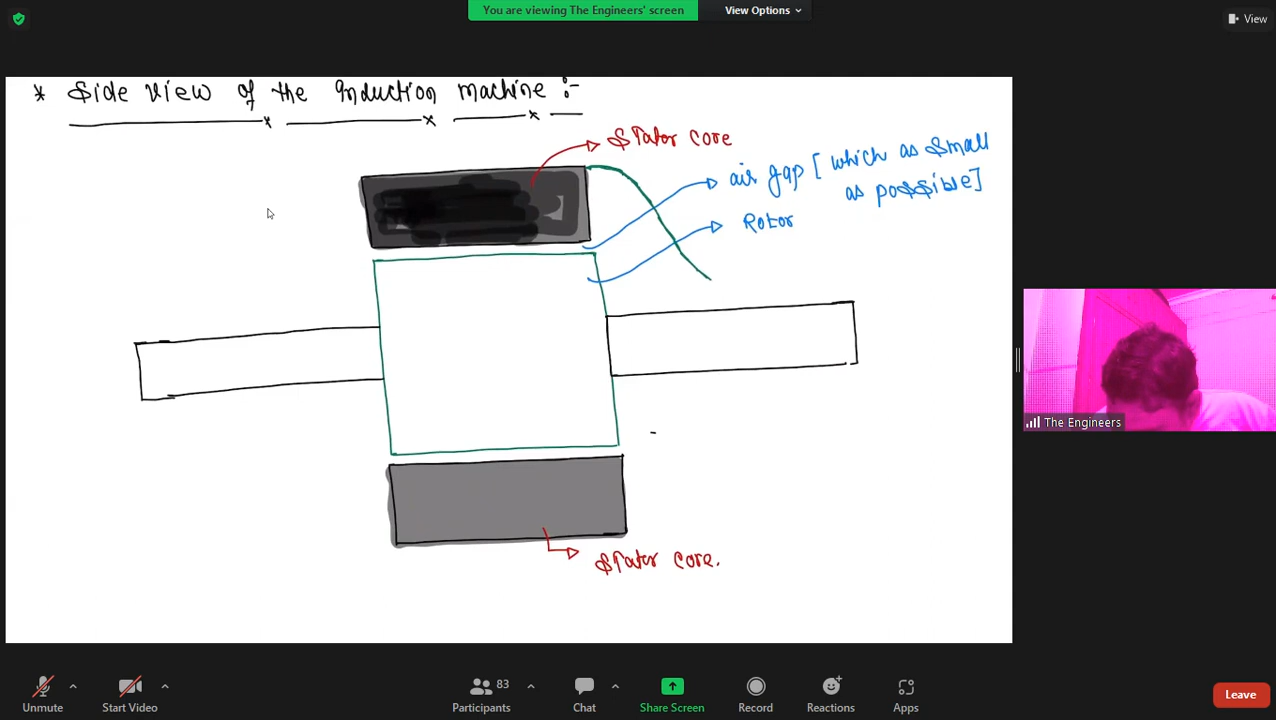 You are viewing The Engineers' screen
View Options
View
* Side view of the Induction machine :-
Stator core
air gap [ which as small
as possible]
Rotor
The Engineers
Stator core.
Unmute
Start Video
83
Participants
Chat
Share Screen
Record
Reactions
Apps
Leave